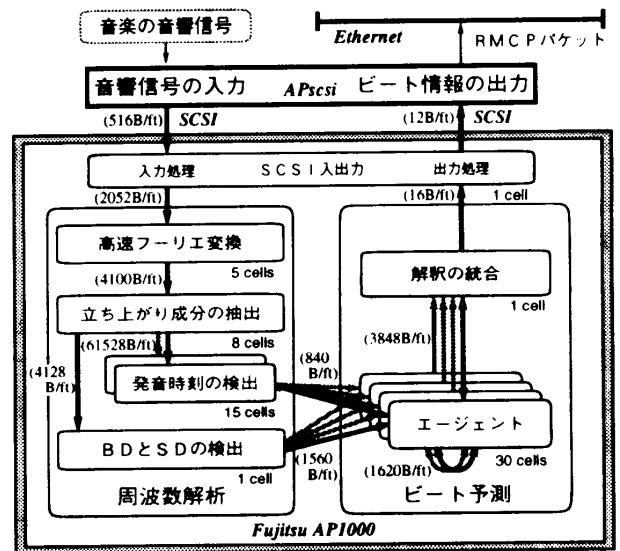 音楽の音響信号
Ethernet
RMCPパケット
音響信号の入力 APscsi ビート情報の出力
(516B/ft) SCSI
(12B/ft) SCSI
入力処理 SCSI入出力 出力処理
(2052B/ft)
(16B/ft)
1 cell
高速フーリエ変換
(4100B/ft)
5 cells
解釈の統合
1 cell
立ち上がり成分の抽出
(61528B/ft)
8 cells
(3848B/ft)
(4128
B/ft)
(840
B/ft)
発音時刻の検出
15 cells
エージェント
BDとSDの検出
1 cell
(1560
B/ft)
(1620B/ft)
30 cells
周波数解析
ビート予測
Fujitsu AP1000